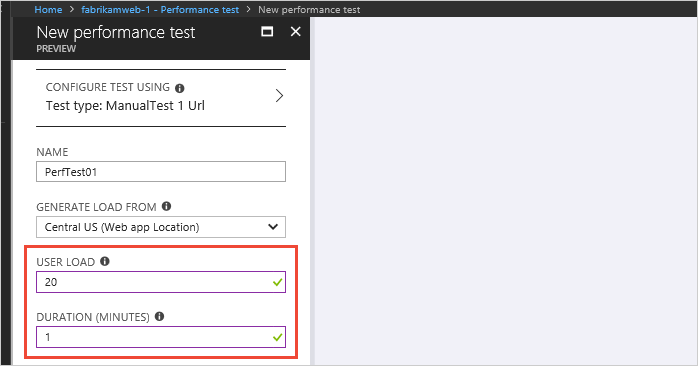 Home > fabrikamweb-1 - Performance test > New performance test
New performance test
PREVIEW
CONFIGURE TEST USING
Test type: ManualTest 1 Url
NAME
PerfTest01
GENERATE LOAD FROM
Central US (Web app Location)
USER LOAD
20
DURATION (MINUTES)
1